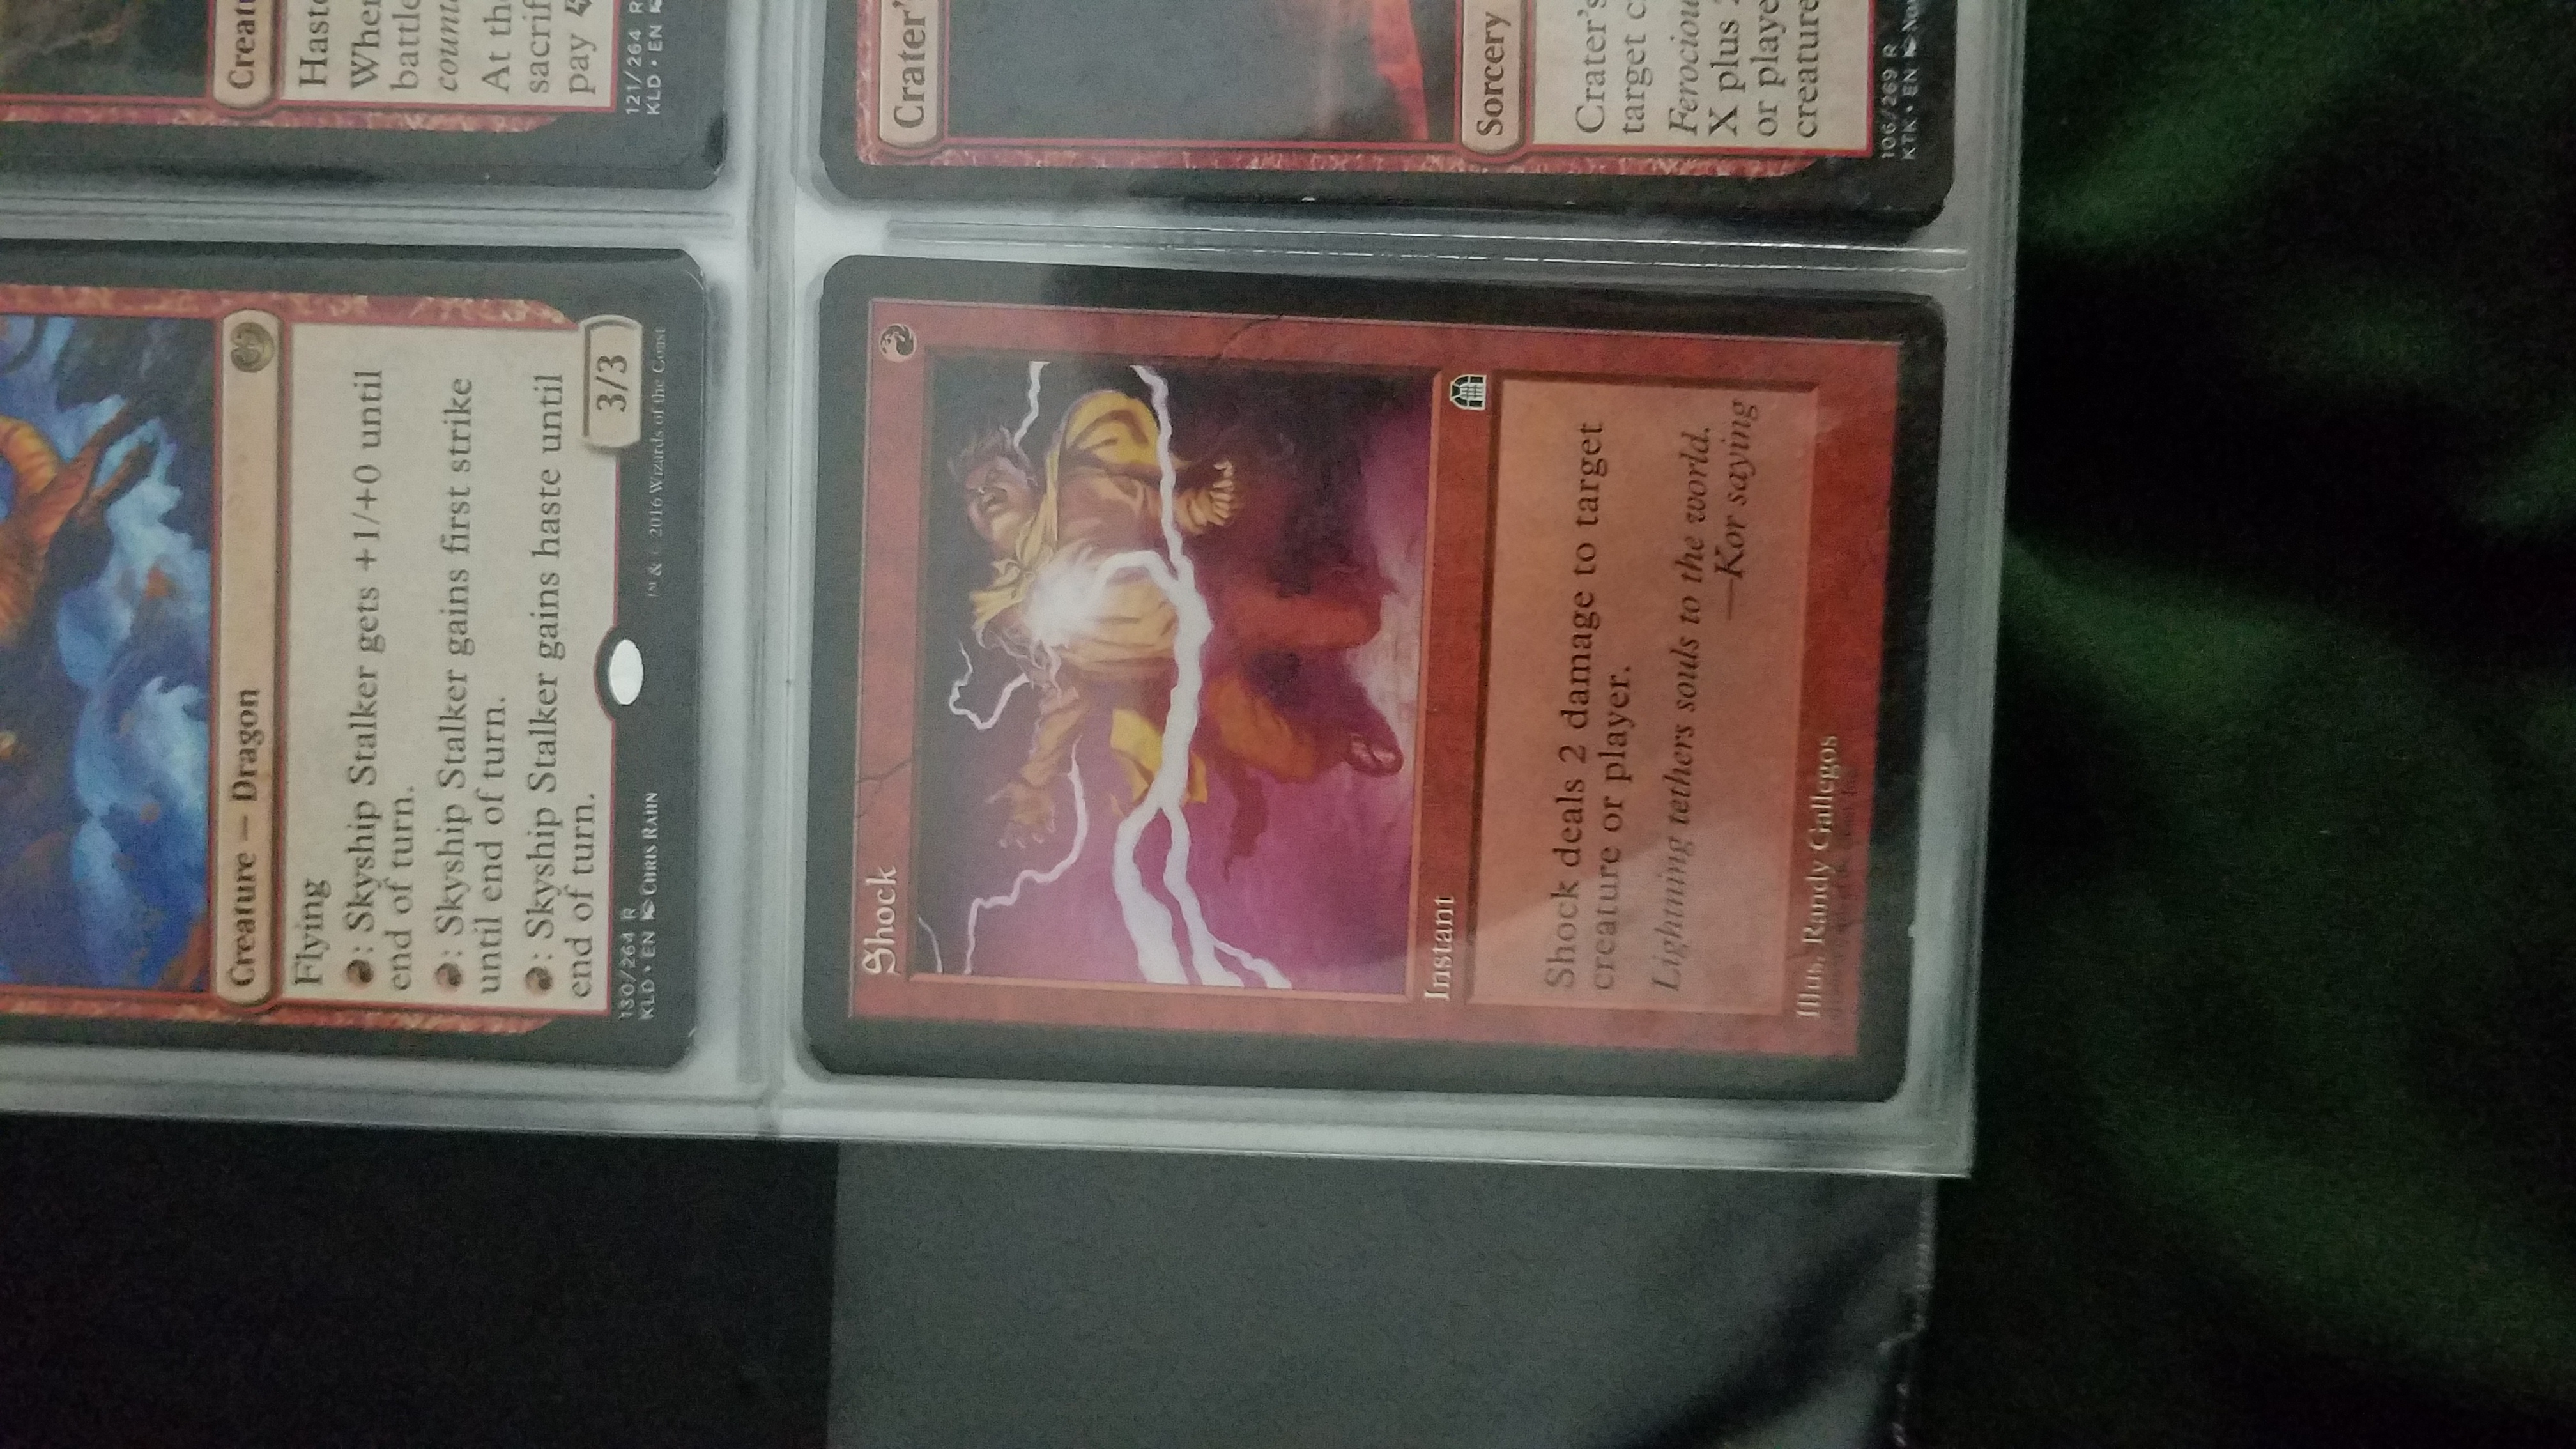 Creature — Dragon
Flying
: Skyship Stalker gets +1/+0 until
end of turn.
: Skyship Stalker gains first strike
until end of turn.
: Skyship Stalker gains haste until
end of turn.
3/3
130/264 R
KLD • EN CHRIS RAHN
™ & © 2016 Wizards of the Coast
Creat
Hast
When
battle
count
At th
sacrif
pay
121/264 R
KLD • EN
Shock
Instant
Shock deals 2 damage to target
creature or player.
Lightning tethers souls to the world.
—Kor saying
Illus. Randy Gallegos
Crater'
Sorcery
Crater's
target c
Ferociou
X plus
or playe
creature
106/269 R
KTK • EN